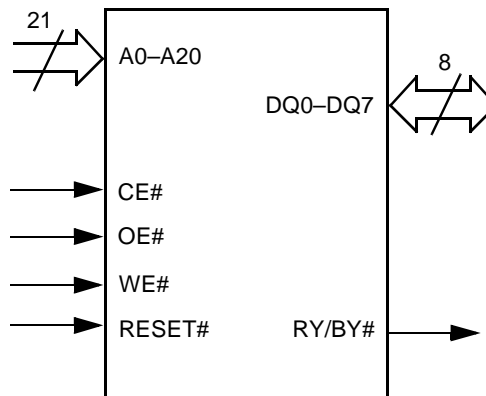 21
A0–A20
8
DQ0–DQ7
CE#
OE#
WE#
RESET#
RY/BY#